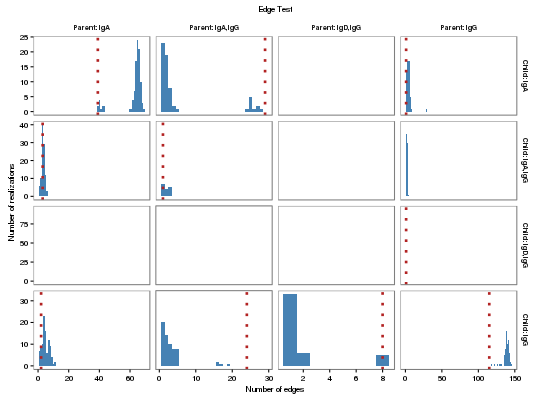 Edge Test
Parent:IgA
Parent:IgA,IgG
Parent:IgD,IgG
Parent:IgG
25
20
15
10
5
0
Child:IgA
40
30
20
10
0
Child:IgA,IgG
75
50
25
0
Child:IgD,IgG
30
20
10
0
Child:IgG
Number of realizations
0 20 40 60
0 10 20 30
2 4 6 8
0 50 100 150
Number of edges